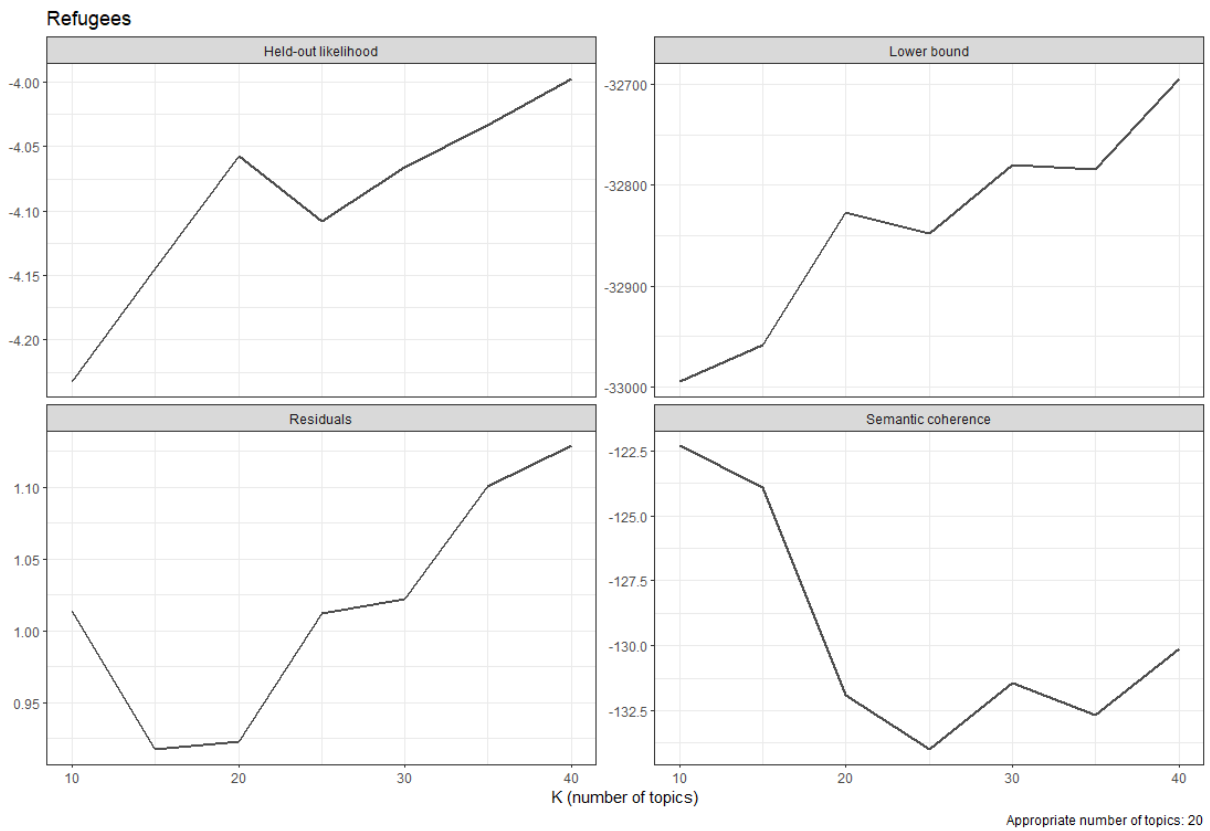 Refugees
Held-out likelihood
Lower bound
-4.00
-4.05
-4.10
-4.15
-4.20
-32700
-32800
-32900
-33000
Residuals
Semantic coherence
1.10
1.05
1.00
0.95
-122.5
-125.0
-127.5
-130.0
-132.5
10 20 30 40
10 20 30 40
K (number of topics)
Appropriate number of topics: 20